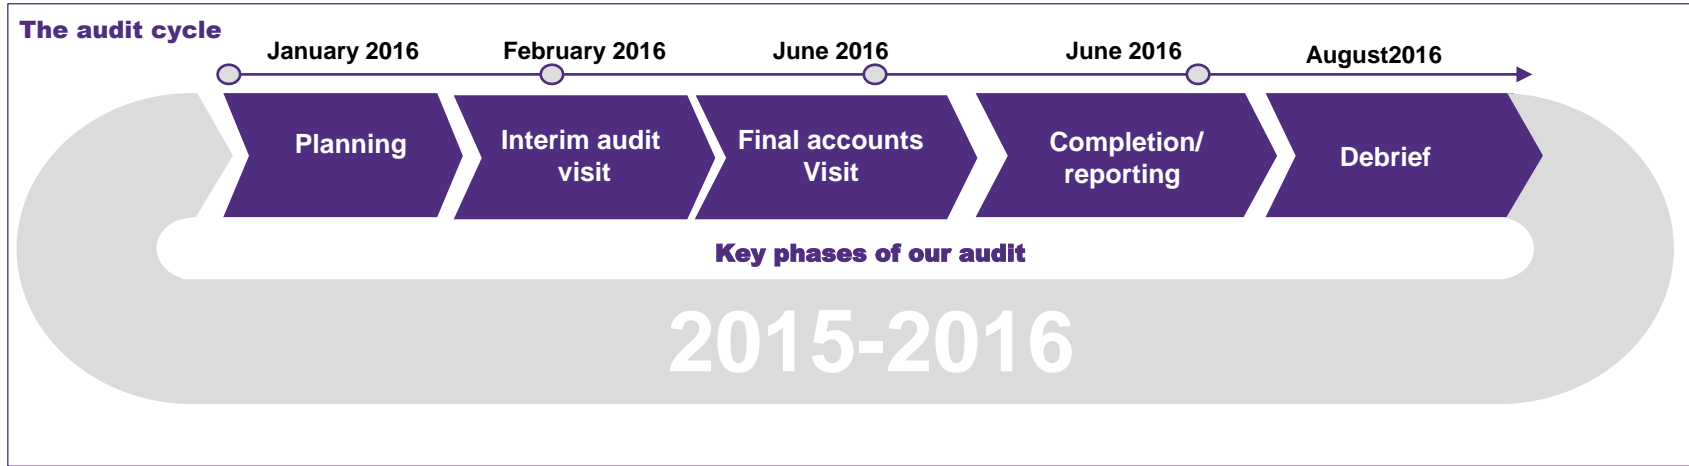 The audit cycle
January 2016
February 2016
June 2016
June 2016
August2016
Planning
Interim audit
visit
Final accounts
Visit
Completion/
reporting
Debrief
Key phases of our audit
2015-2016